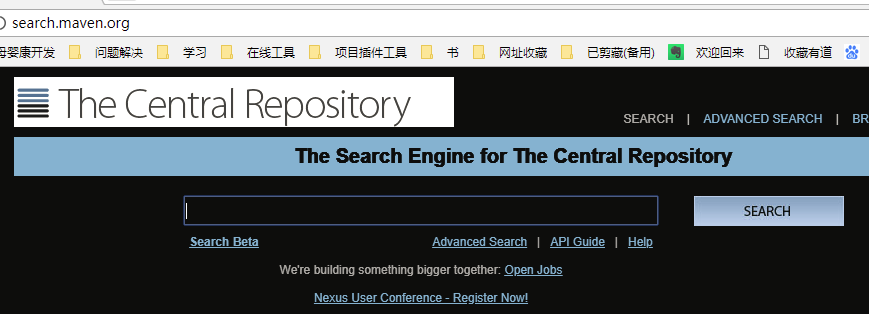 search.maven.org
母婴康开发 问题解决 学习 在线工具 项目插件工具 书 网址收藏 已剪藏(备用) 欢迎回来 收藏有道
The Central Repository
SEARCH | ADVANCED SEARCH | BR
The Search Engine for The Central Repository
SEARCH
Search Beta Advanced Search | API Guide | Help
We're building something bigger together: Open Jobs
Nexus User Conference - Register Now!